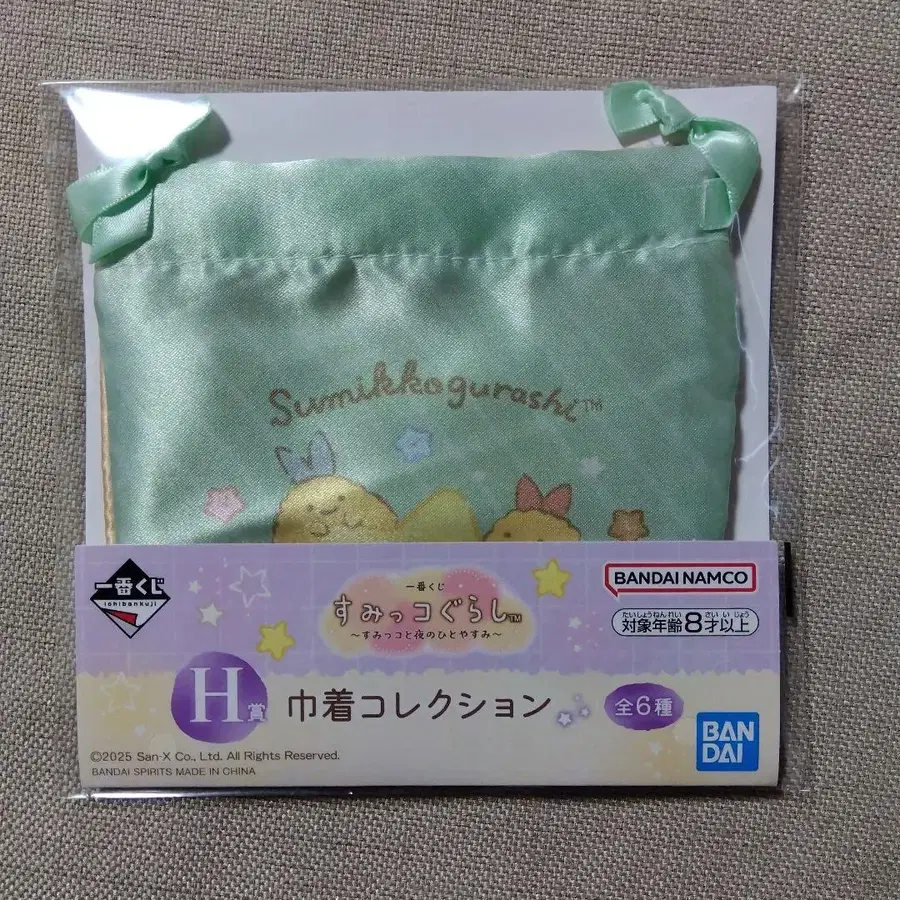 Sumikkogurashi™
一番くじ
ichibankuji
一番くじ
すみっコぐらし™
～すみっコと夜のひとやすみ～
BANDAI NAMCO
たいしょうねんれい さい いじょう
対象年齢8才以上
H賞 巾着コレクション 全6種
BAN
DAI
©2025 San-X Co., Ltd. All Rights Reserved.
BANDAI SPIRITS MADE IN CHINA